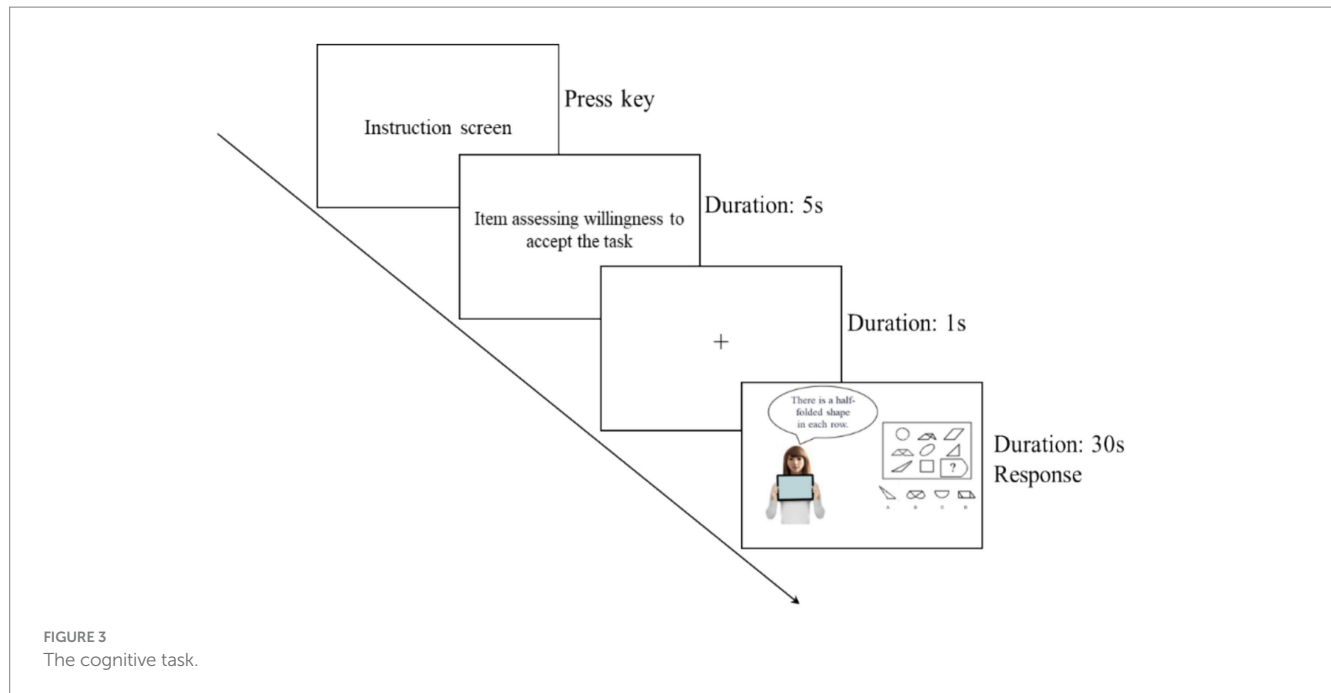 Instruction screen
Press key
Item assessing willingness to
accept the task
Duration: 5s
+
Duration: 1s
There is a half-
folded shape
in each row.
?
A B C D
Duration: 30s
Response
FIGURE 3
The cognitive task.